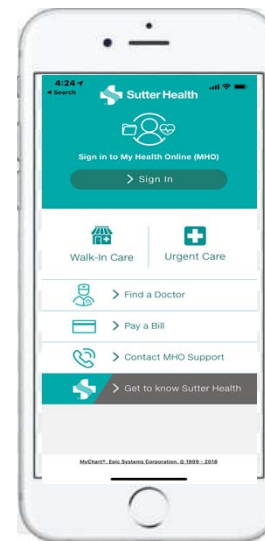 4:24
Search
Sutter Health
Sign in to My Health Online (MHO)
Sign In
Walk-In Care
Urgent Care
Find a Doctor
Pay a Bill
Contact MHO Support
Get to know Sutter Health
MyChart®, Epic Systems Corporation, © 1999 - 2018